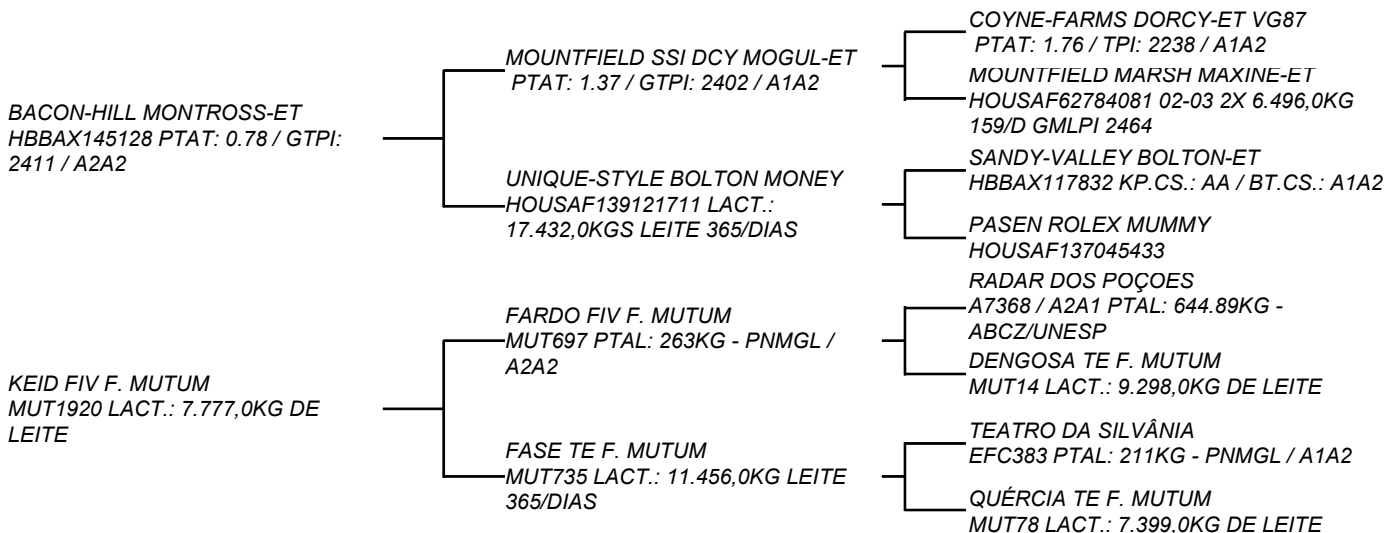 BACON-HILL MONTROSS-ET
HBBAX145128 PTAT: 0.78 / GTPI:
2411 / A2A2
KEID FIV F. MUTUM
MUT1920 LACT.: 7.777,0KG DE
LEITE
MOUNTFIELD SSI DCY MOGUL-ET
PTAT: 1.37 / GTPI: 2402 / A1A2
UNIQUE-STYLE BOLTON MONEY
HOUSAF139121711 LACT.:
17.432,0KGS LEITE 365/DIAS
FARDO FIV F. MUTUM
MUT697 PTAL: 263KG - PNMGL /
A2A2
FASE TE F. MUTUM
MUT735 LACT.: 11.456,0KG LEITE
365/DIAS
COYNE-FARMS DORCY-ET VG87
PTAT: 1.76 / TPI: 2238 / A1A2
MOUNTFIELD MARSH MAXINE-ET
HOUSAF62784081 02-03 2X 6.496,0KG
159/D GMLPI 2464
SANDY-VALLEY BOLTON-ET
HBBAX117832 KP.CS.: AA / BT.CS.: A1A2
PASEN ROLEX MUMMY
HOUSAF137045433
RADAR DOS POÇOES
A7368 / A2A1 PTAL: 644.89KG -
ABCZ/UNESP
DENGOSA TE F. MUTUM
MUT14 LACT.: 9.298,0KG DE LEITE
TEATRO DA SILVÂNIA
EFC383 PTAL: 211KG - PNMGL / A1A2
QUÉRCIA TE F. MUTUM
MUT78 LACT.: 7.399,0KG DE LEITE